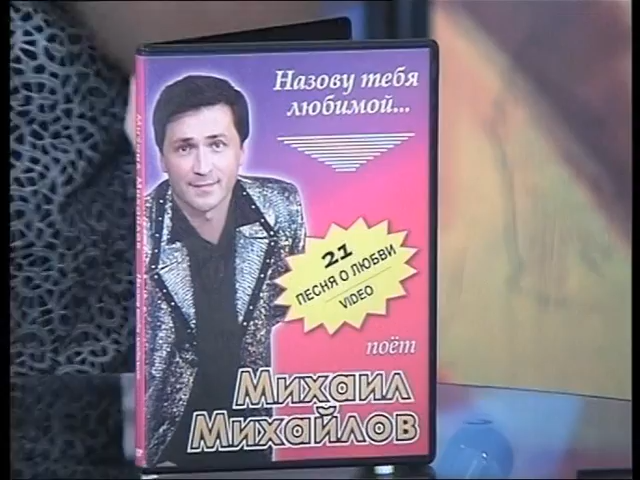 Назову тебя
любимой...
21
ПЕСНЯ О ЛЮБВИ
VIDEO
поёт
Михаил
Михайлов